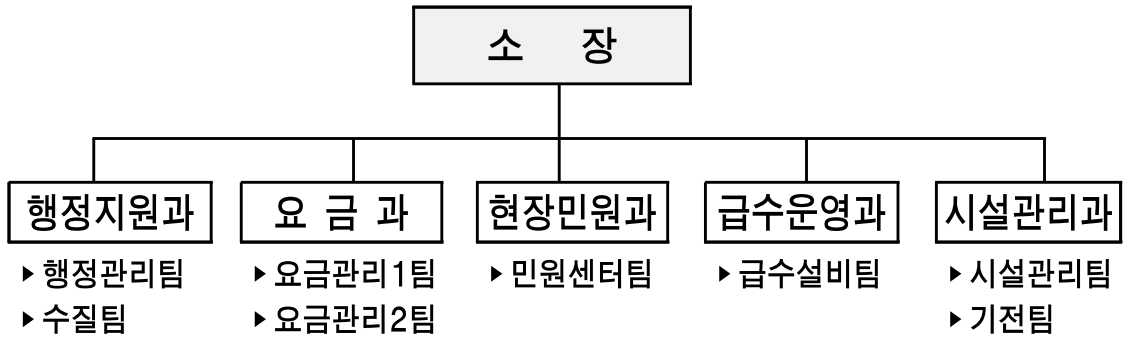 소 장
행정지원과 요 금 과 현장민원과 급수운영과 시설관리과
▸행정관리팀 ▸요금관리1팀 ▸민원센터팀 ▸급수설비팀 ▸시설관리팀
▸수질팀 ▸요금관리2팀 ▸기전팀